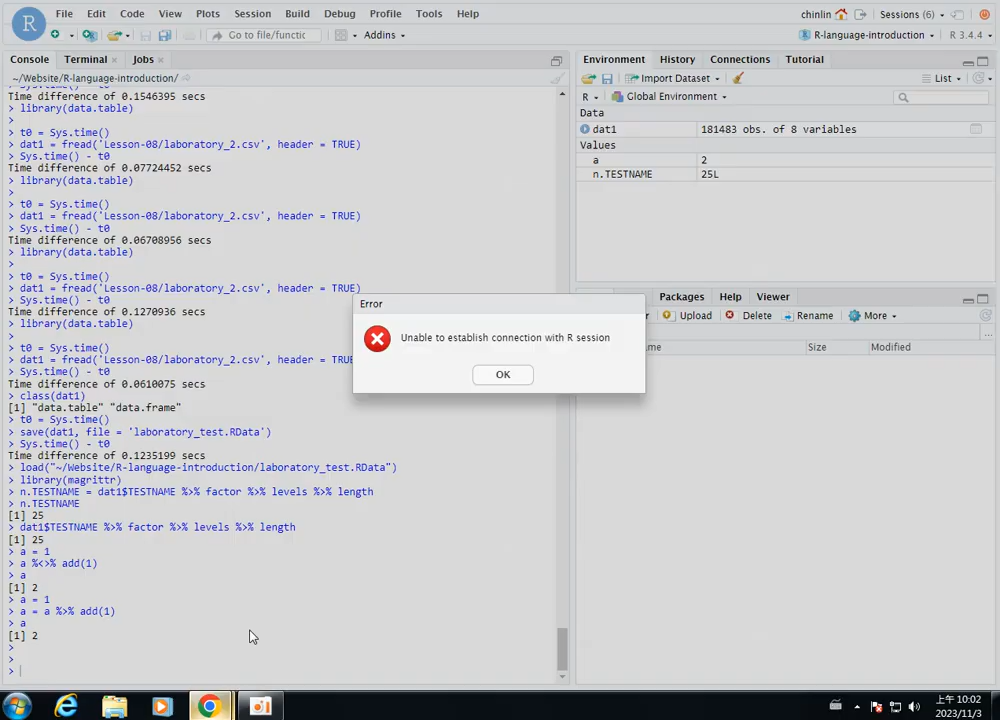 R File Edit Code View Plots Session Build Debug Profile Tools Help chinlin Sessions (6)
Go to file/functic Addins R-language-introduction R 3.4.4
Console Terminal Jobs
~/Website/R-language-introduction/
> Sys.time() - t0
Time difference of 0.1546395 secs
> library(data.table)
>
> t0 = Sys.time()
> dat1 = fread('Lesson-08/laboratory_2.csv', header = TRUE)
> Sys.time() - t0
Time difference of 0.07724452 secs
> library(data.table)
>
> t0 = Sys.time()
> dat1 = fread('Lesson-08/laboratory_2.csv', header = TRUE)
> Sys.time() - t0
Time difference of 0.06708956 secs
> library(data.table)
>
> t0 = Sys.time()
> dat1 = fread('Lesson-08/laboratory_2.csv', header = TRUE)
> Sys.time() - t0
Time difference of 0.1270936 secs
> library(data.table)
>
> t0 = Sys.time()
> dat1 = fread('Lesson-08/laboratory_2.csv', header = TRUE
> Sys.time() - t0
Time difference of 0.0610075 secs
> class(dat1)
[1] "data.table" "data.frame"
> t0 = Sys.time()
> save(dat1, file = 'laboratory_test.RData')
> Sys.time() - t0
Time difference of 0.1235199 secs
> load("~/Website/R-language-introduction/laboratory_test.RData")
> library(magrittr)
> n.TESTNAME = dat1$TESTNAME %>% factor %>% levels %>% length
> n.TESTNAME
[1] 25
> dat1$TESTNAME %>% factor %>% levels %>% length
[1] 25
> a = 1
> a %<>% add(1)
> a
[1] 2
> a = 1
> a = a %>% add(1)
> a
[1] 2
>
>
>
Environment History Connections Tutorial
Import Dataset List
R Global Environment
Data
dat1 181483 obs. of 8 variables
Values
a 2
n.TESTNAME 25L
Error
Unable to establish connection with R session
OK
Packages Help Viewer
r Upload Delete Rename More
...
me Size Modified
上午 10:02
2023/11/3